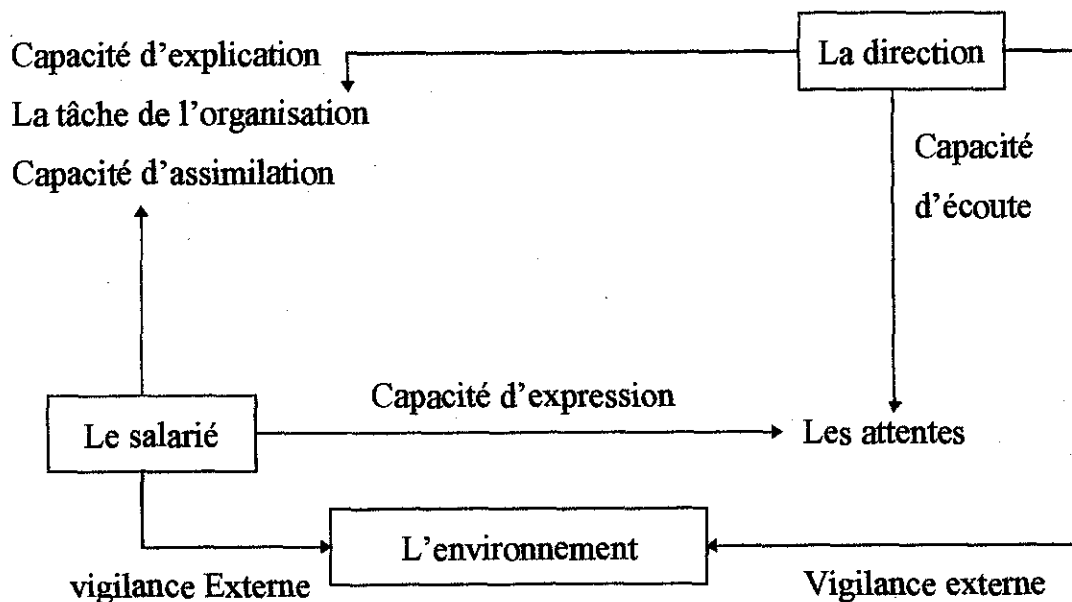 Capacité d'explication
La direction
La tâche de l'organisation
Capacité d'assimilation
Capacité
d'écoute
Capacité d'expression
Le salarié
Les attentes
L'environnement
vigilance Externe
Vigilance externe